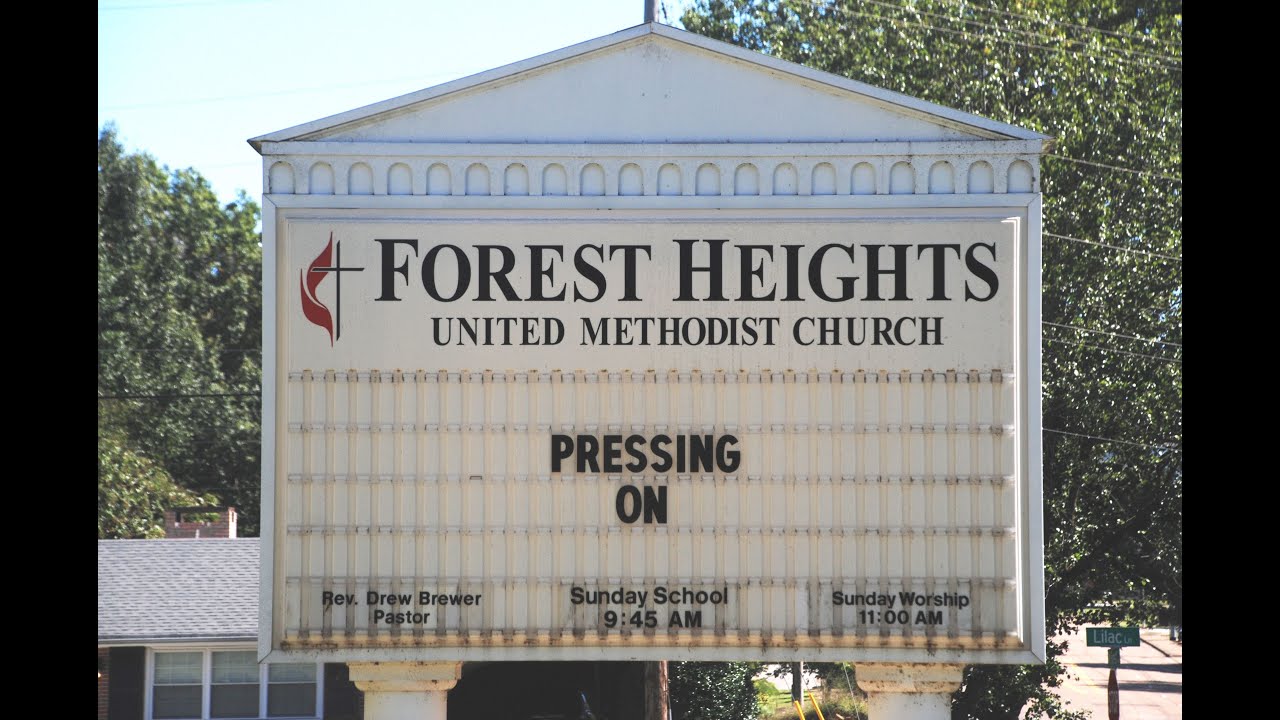 FOREST HEIGHTS
UNITED METHODIST CHURCH
PRESSING
ON
Rev. Drew Brewer
Pastor
Sunday School
9:45 AM
Sunday Worship
11:00 AM
Lilac Ln